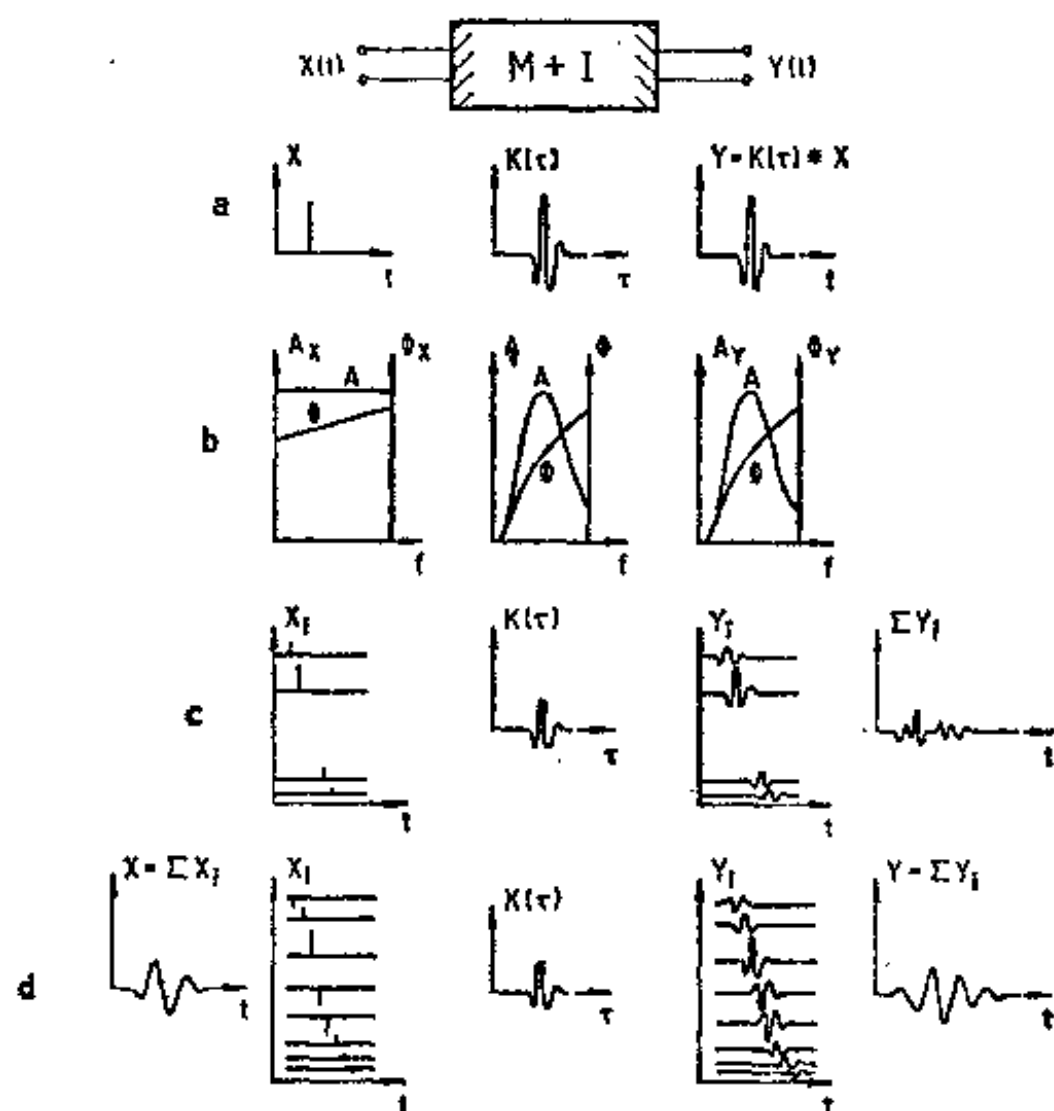 X(t) M + I Y(t)
X K(τ) Y = K(τ) * X
a
t τ t
A_X Φ_X A Φ A_Y Φ_Y
A A A
Φ Φ Φ
b
f f f
X_i K(τ) Y_i ΣY_i
c
t τ t t
X = ΣX_i X_i K(τ) Y_i Y = ΣY_i
d
t t τ t t